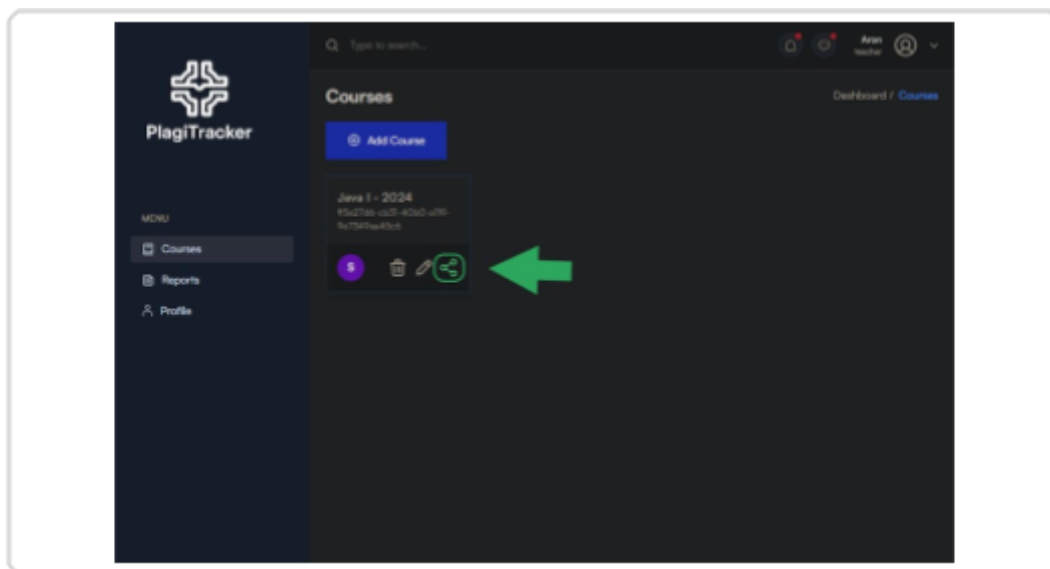 Type to search...
Aran
teacher
PlagiTracker
Courses
Dashboard / Courses
Add Course
Java 1 - 2024
MENU
Courses
Reports
Profile
S